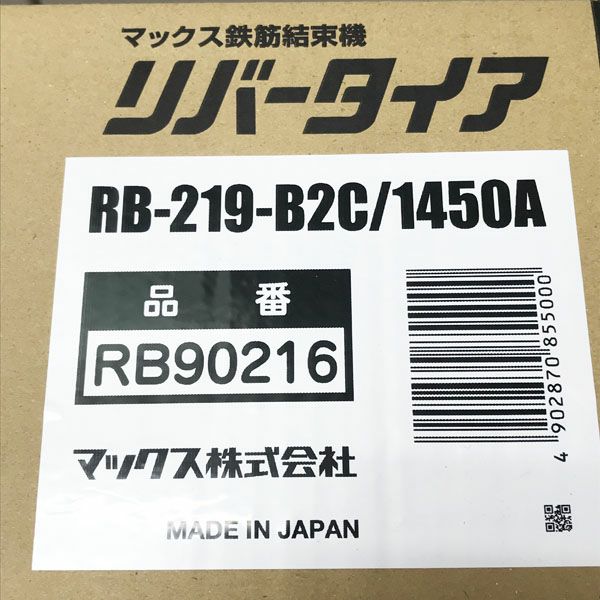 マックス鉄筋結束機
リバータイア
RB-219-B2C/1450A
品番
RB90216
4 902870 855000
マックス株式会社
MADE IN JAPAN